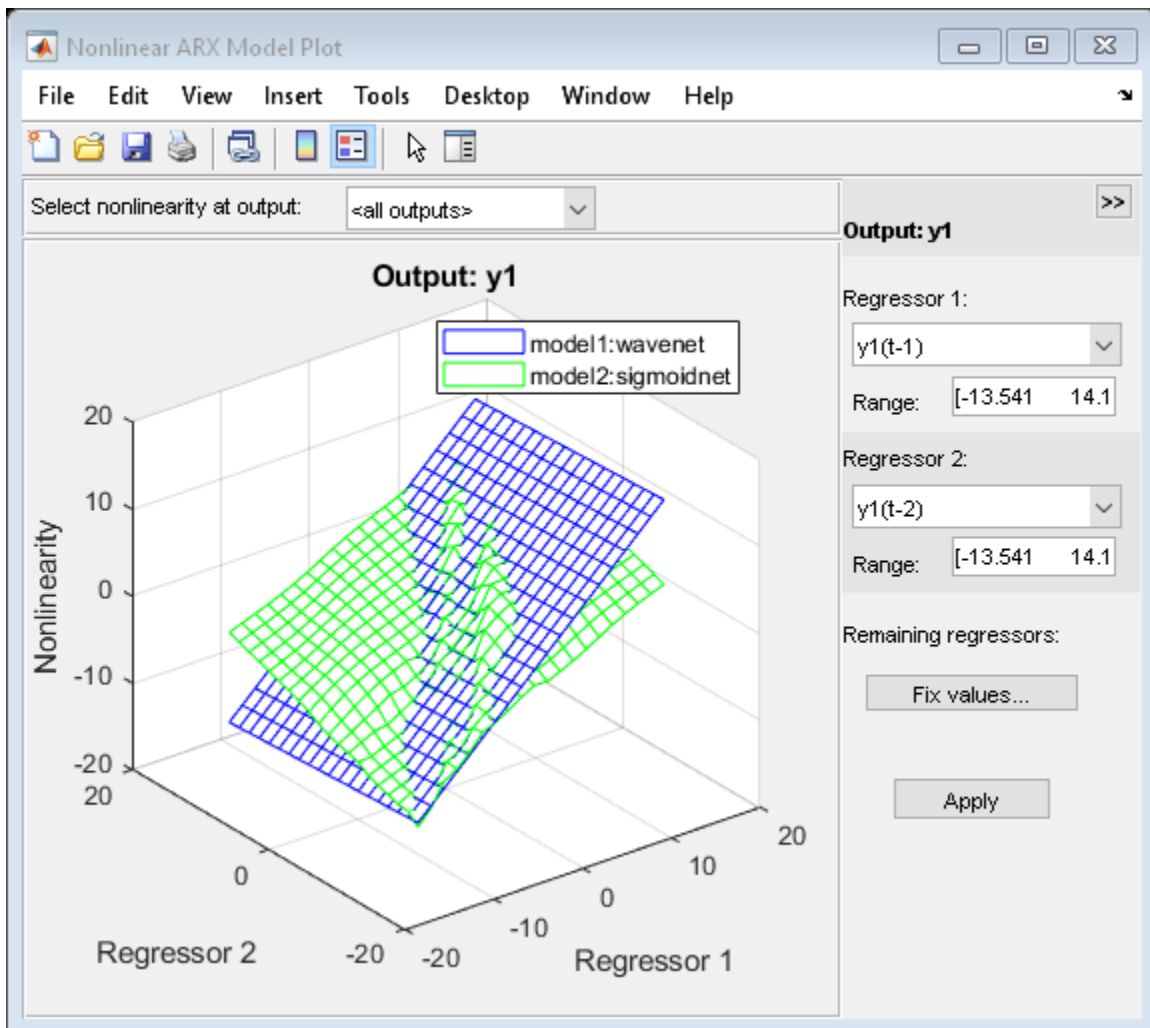 Nonlinear ARX Model Plot
File Edit View Insert Tools Desktop Window Help
Select nonlinearity at output: <all outputs>
>>
Output: y1
Output: y1
model1:wavenet
model2:sigmoidnet
Nonlinearity
20
10
0
-10
-20
20
0
-20
Regressor 2
-20
-10
0
10
20
Regressor 1
Regressor 1:
y1(t-1)
Range: [-13.541 14.1
Regressor 2:
y1(t-2)
Range: [-13.541 14.1
Remaining regressors:
Fix values...
Apply